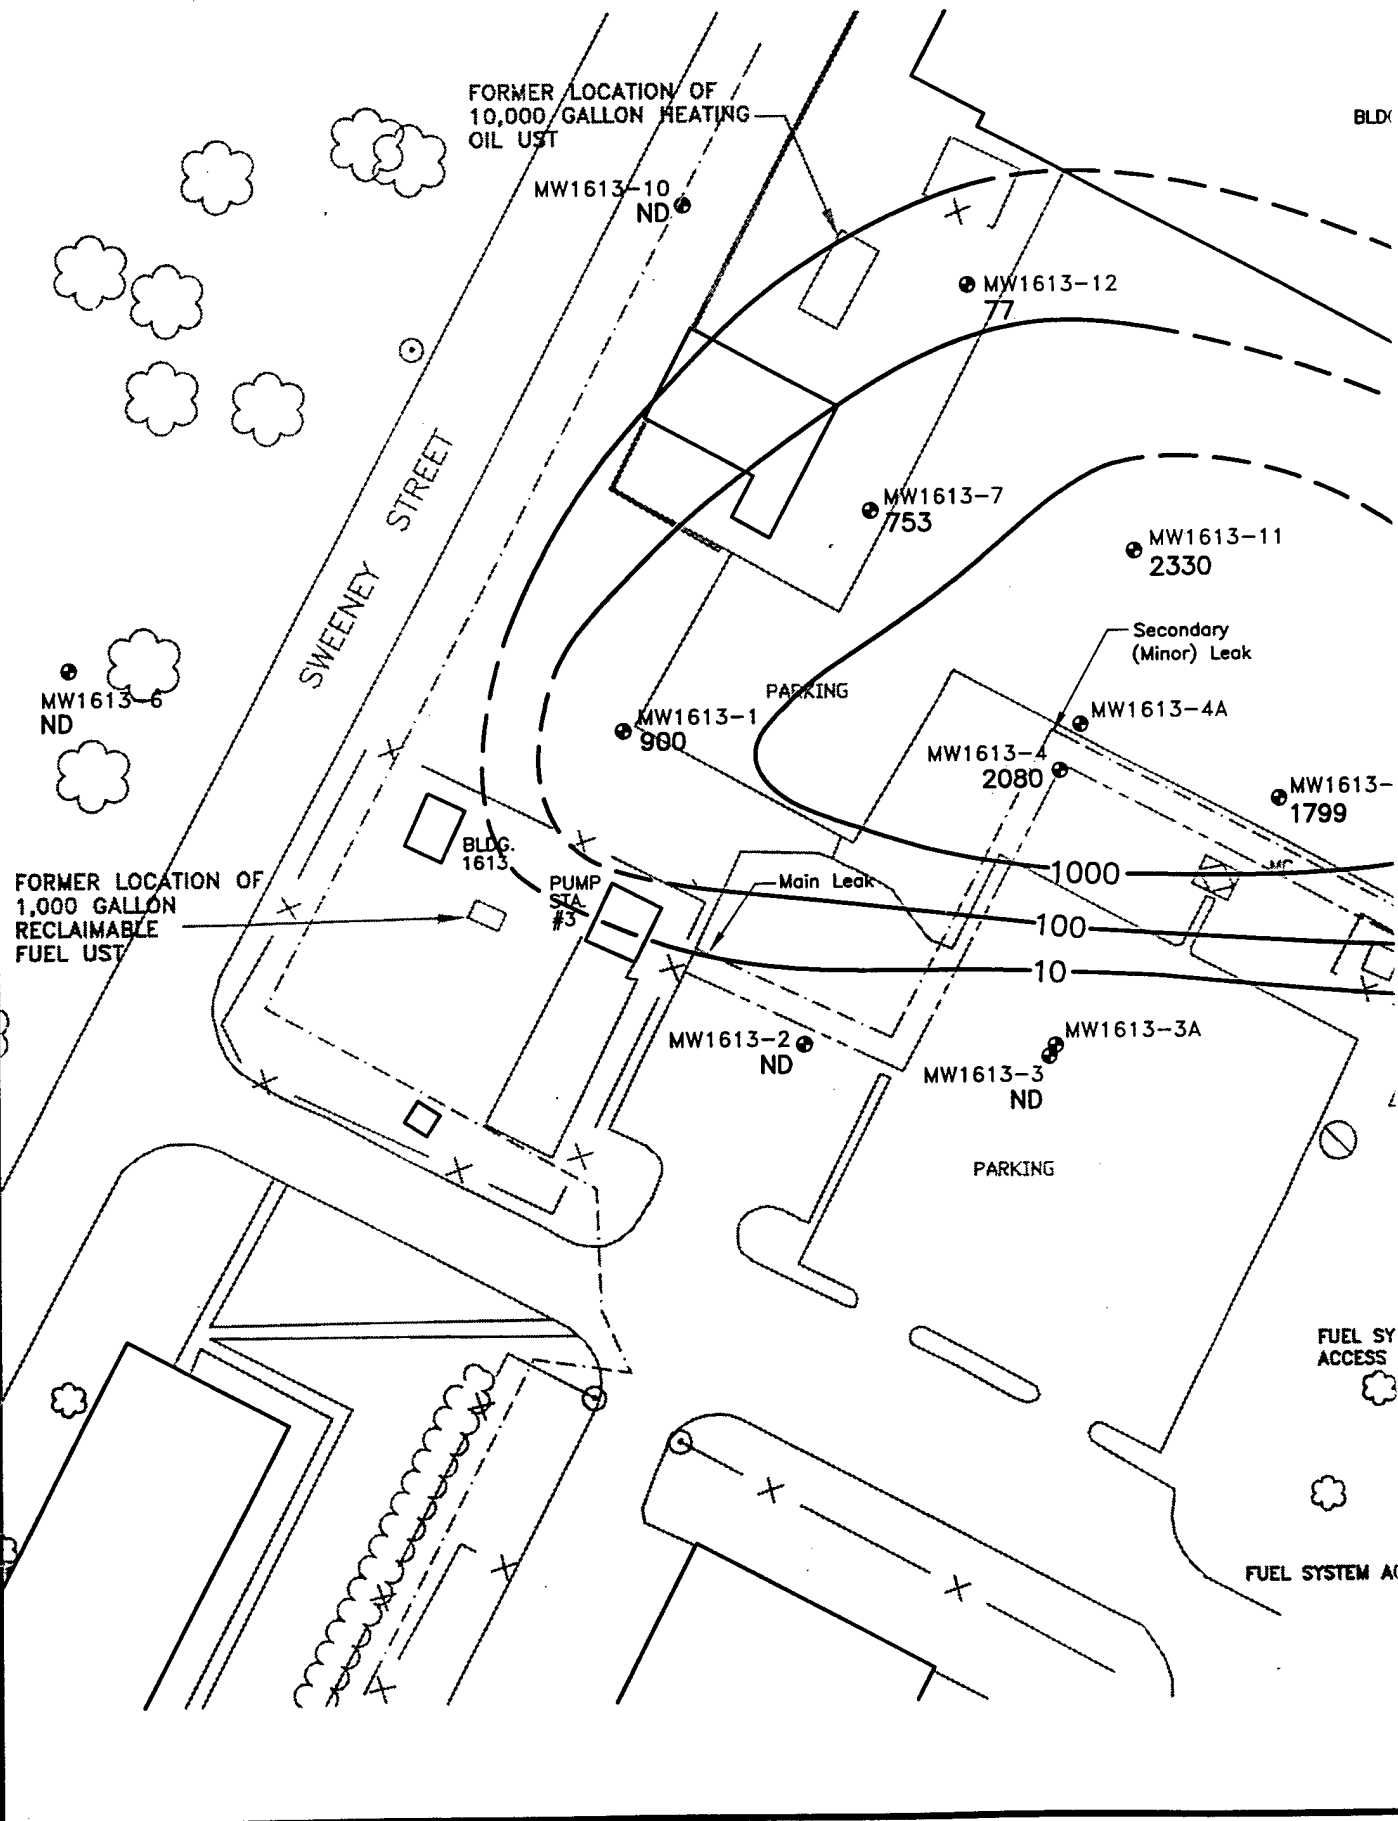 FORMER LOCATION OF
10,000 GALLON HEATING
OIL UST
MW1613-10
ND
MW1613-12
77
SWEENEY STREET
MW1613-7
753
MW1613-11
2330
Secondary
(Minor) Leak
MW1613-6
ND
PARKING
MW1613-1
900
MW1613-4A
MW1613-4
2080
MW1613-
1799
BLDG.
1613
FORMER LOCATION OF
1,000 GALLON
RECLAIMABLE
FUEL UST
PUMP
STA.
#3
Main Leak
1000
100
10
MW1613-2
ND
MW1613-3A
MW1613-3
ND
PARKING
FUEL SY
ACCESS
FUEL SYSTEM